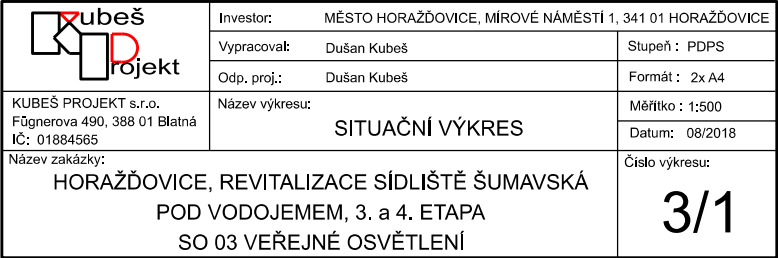 Kubeš
Projekt
Investor: MĚSTO HORAŽĎOVICE, MÍROVÉ NÁMĚSTÍ 1, 341 01 HORAŽĎOVICE
Vypracoval: Dušan Kubeš
Stupeň : PDPS
Odp. proj.: Dušan Kubeš
Formát : 2x A4
KUBEŠ PROJEKT s.r.o.
Fügnerova 490, 388 01 Blatná
IČ: 01884565
Název výkresu:
SITUAČNÍ VÝKRES
Měřítko : 1:500
Datum: 08/2018
Název zakázky:
HORAŽĎOVICE, REVITALIZACE SÍDLIŠTĚ ŠUMAVSKÁ
POD VODOJEMEM, 3. a 4. ETAPA
SO 03 VEŘEJNÉ OSVĚTLENÍ
Číslo výkresu:
3/1